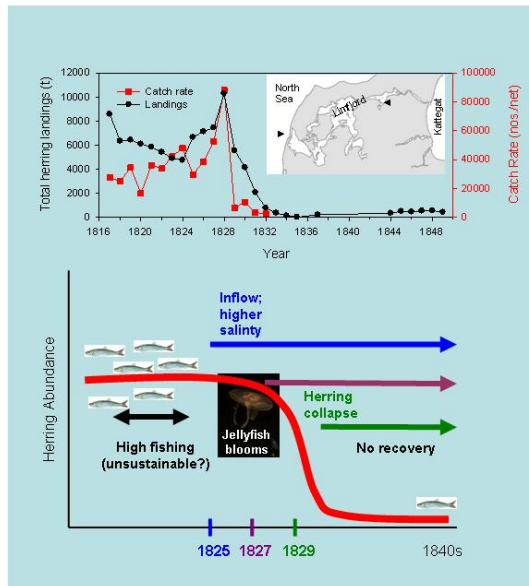 12000
10000
8000
6000
4000
2000
0
Total herring landings (t)
Catch rate
Landings
North
Sea
Limfjord
Kattegat
100000
80000
60000
40000
20000
0
Catch Rate (nos./net)
1816 1820 1824 1828 1832 1836 1840 1844 1848
Year
Herring Abundance
Inflow;
higher
salinity
Herring
collapse
Jellyfish
blooms
High fishing
(unsustainable?)
No recovery
1825 1827 1829 1840s